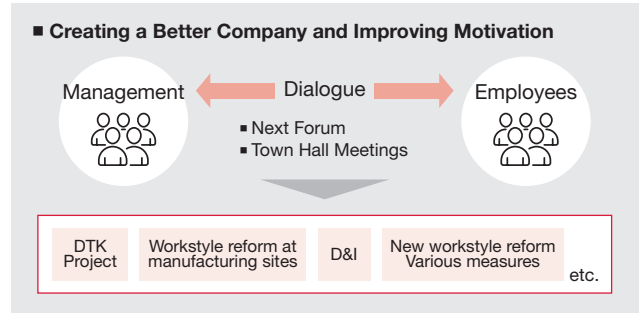 ■ Creating a Better Company and Improving Motivation
Management
Dialogue
Employees
■ Next Forum
■ Town Hall Meetings
DTK
Project
Workstyle reform at
manufacturing sites
D&I
New workstyle reform
Various measures
etc.